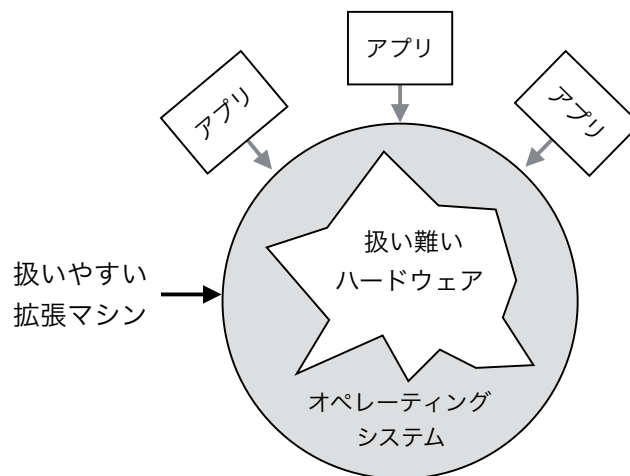 アプリ
アプリ
アプリ
扱い難い
ハードウェア
扱いやすい
拡張マシン
オペレーティング
システム